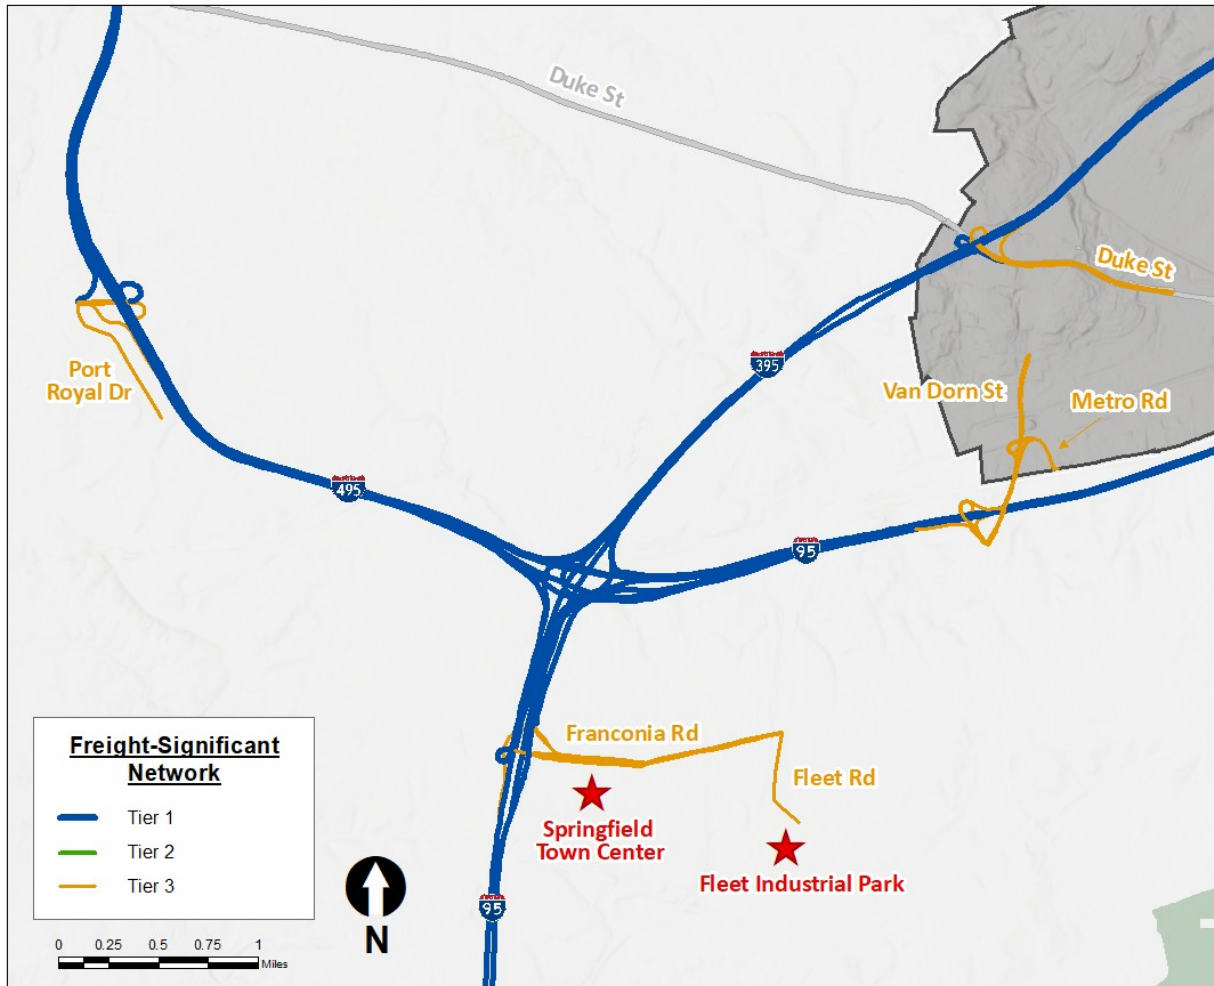 Duke St
Duke St
395
Port
Royal Dr
Van Dorn St
Metro Rd
495
95
Franconia Rd
Fleet Rd
Springfield
Town Center
Fleet Industrial Park
95
Freight-Significant
Network
Tier 1
Tier 2
Tier 3
N
0 0.25 0.5 0.75 1
Miles